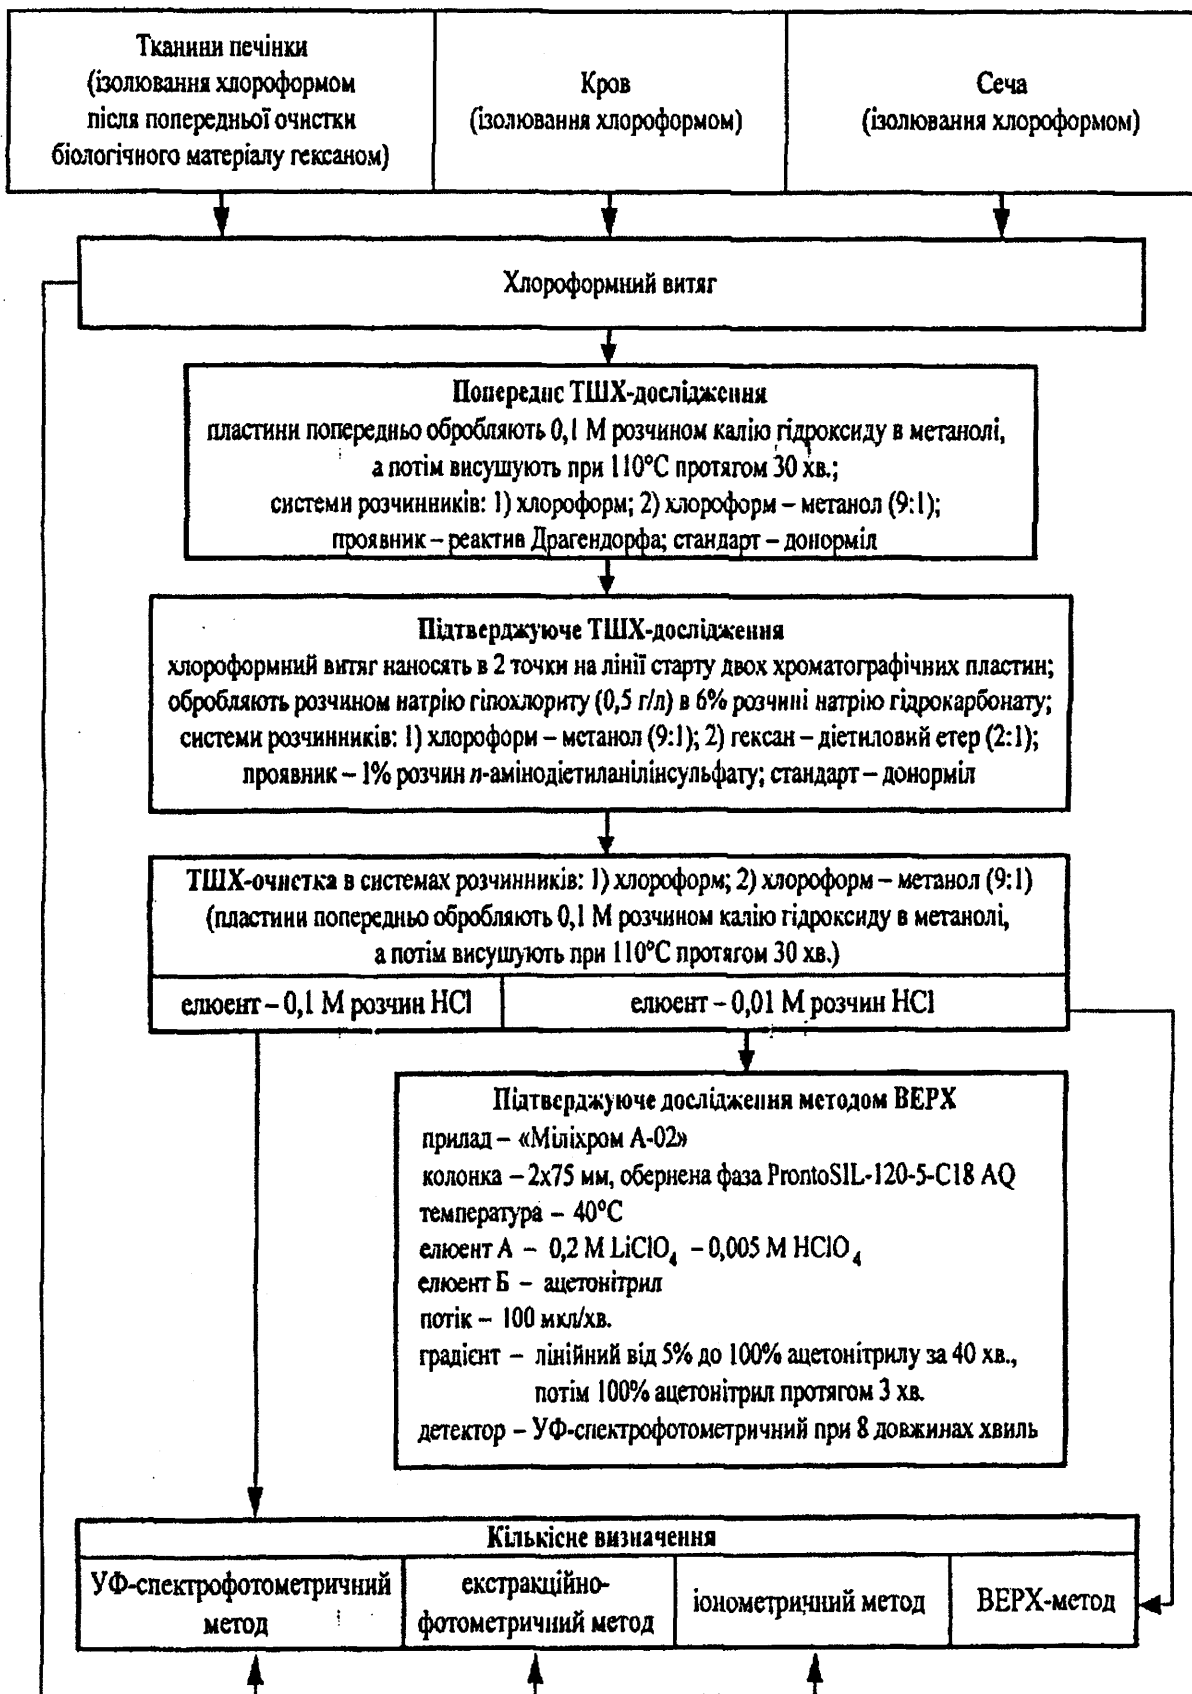 Тканини печінки
(ізолювання хлороформом
після попередньої очистки
біологічного матеріалу гексаном)
Кров
(ізолювання хлороформом)
Сеча
(ізолювання хлороформом)
Хлороформний витяг
Попереднє ТШХ-дослідження
пластини попередньо обробляють 0,1 М розчином калію гідроксиду в метанолі,
а потім висушують при 110°С протягом 30 хв.;
системи розчинників: 1) хлороформ; 2) хлороформ – метанол (9:1);
проявник – реактив Драгендорфа; стандарт – донорміл
Підтверджуюче ТШХ-дослідження
хлороформний витяг наносять в 2 точки на лінії старту двох хроматографічних пластин;
обробляють розчином натрію гіпохлориту (0,5 г/л) в 6% розчині натрію гідрокарбонату;
системи розчинників: 1) хлороформ – метанол (9:1); 2) гексан – діетиловий етер (2:1);
проявник – 1% розчин п-амінодіетиланілінсульфату; стандарт – донорміл
ТШХ-очистка в системах розчинників: 1) хлороформ; 2) хлороформ – метанол (9:1)
(пластини попередньо обробляють 0,1 М розчином калію гідроксиду в метанолі,
а потім висушують при 110°С протягом 30 хв.)
елюент – 0,1 М розчин HCl
елюент – 0,01 М розчин HCl
Підтверджуюче дослідження методом ВЕРХ
прилад – «Міліхром А-02»
колонка – 2х75 мм, обернена фаза ProntoSIL-120-5-C18 AQ
температура – 40°С
елюент А – 0,2 М LiClO₄ – 0,005 М HClO₄
елюент Б – ацетонітрил
потік – 100 мкл/хв.
градієнт – лінійний від 5% до 100% ацетонітрилу за 40 хв.,
потім 100% ацетонітрил протягом 3 хв.
детектор – УФ-спектрофотометричний при 8 довжинах хвиль
Кількісне визначення
УФ-спектрофотометричний
метод
екстракційно-
фотометричний метод
іонометричний метод
ВЕРХ-метод